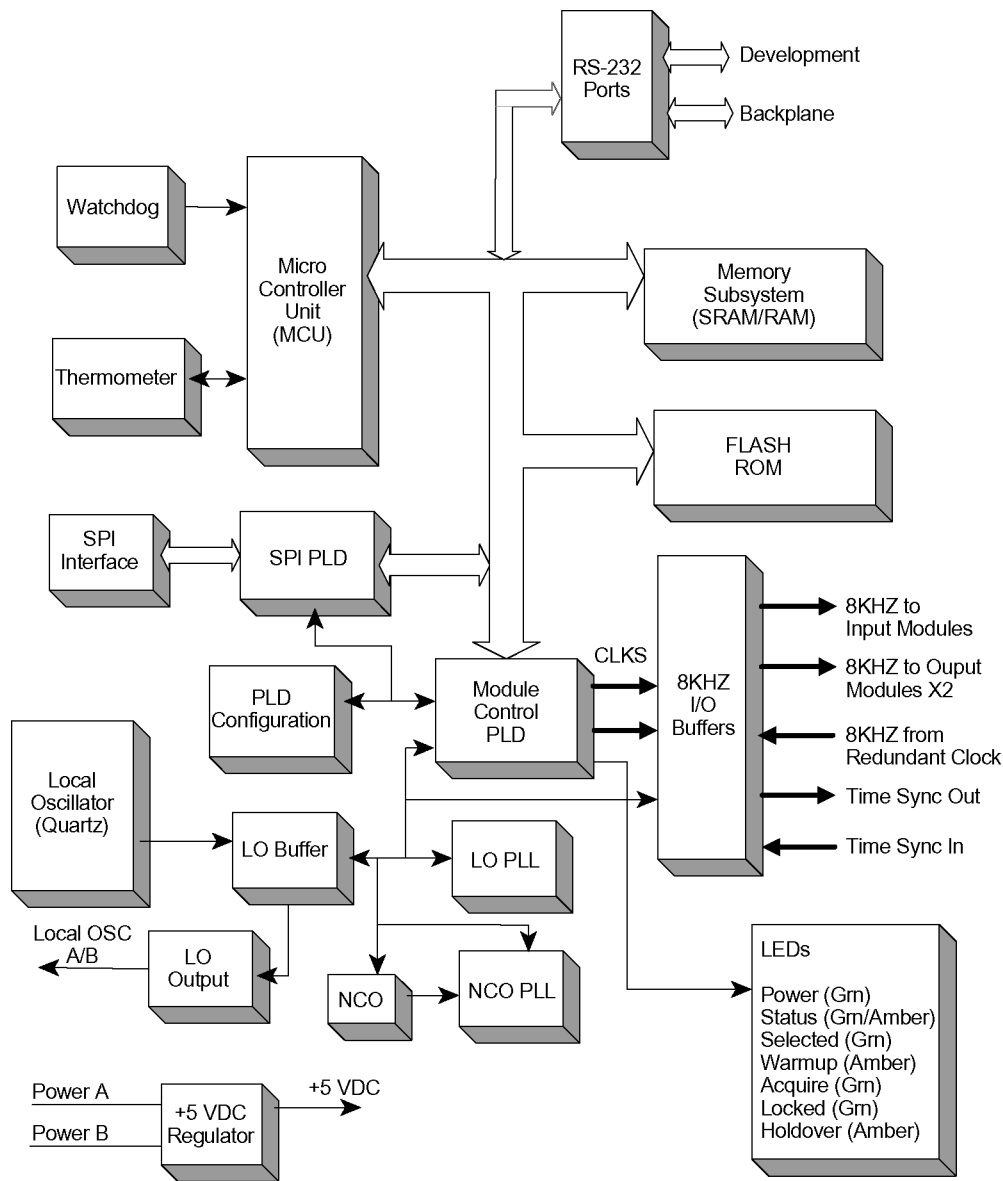 RS-232
Ports
Development
Backplane
Watchdog
Micro
Controller
Unit
(MCU)
Memory
Subsystem
(SRAM/RAM)
Thermometer
FLASH
ROM
SPI
Interface
SPI PLD
PLD
Configuration
Module
Control
PLD
CLKS
8KHZ
I/O
Buffers
8KHZ to
Input Modules
8KHZ to Ouput
Modules X2
8KHZ from
Redundant Clock
Time Sync Out
Time Sync In
Local
Oscillator
(Quartz)
LO Buffer
LO PLL
Local OSC
A/B
LO
Output
NCO
NCO PLL
LEDs
Power (Grn)
Status (Grn/Amber)
Selected (Grn)
Warmup (Amber)
Acquire (Grn)
Locked (Grn)
Holdover (Amber)
Power A
Power B
+5 VDC
Regulator
+5 VDC